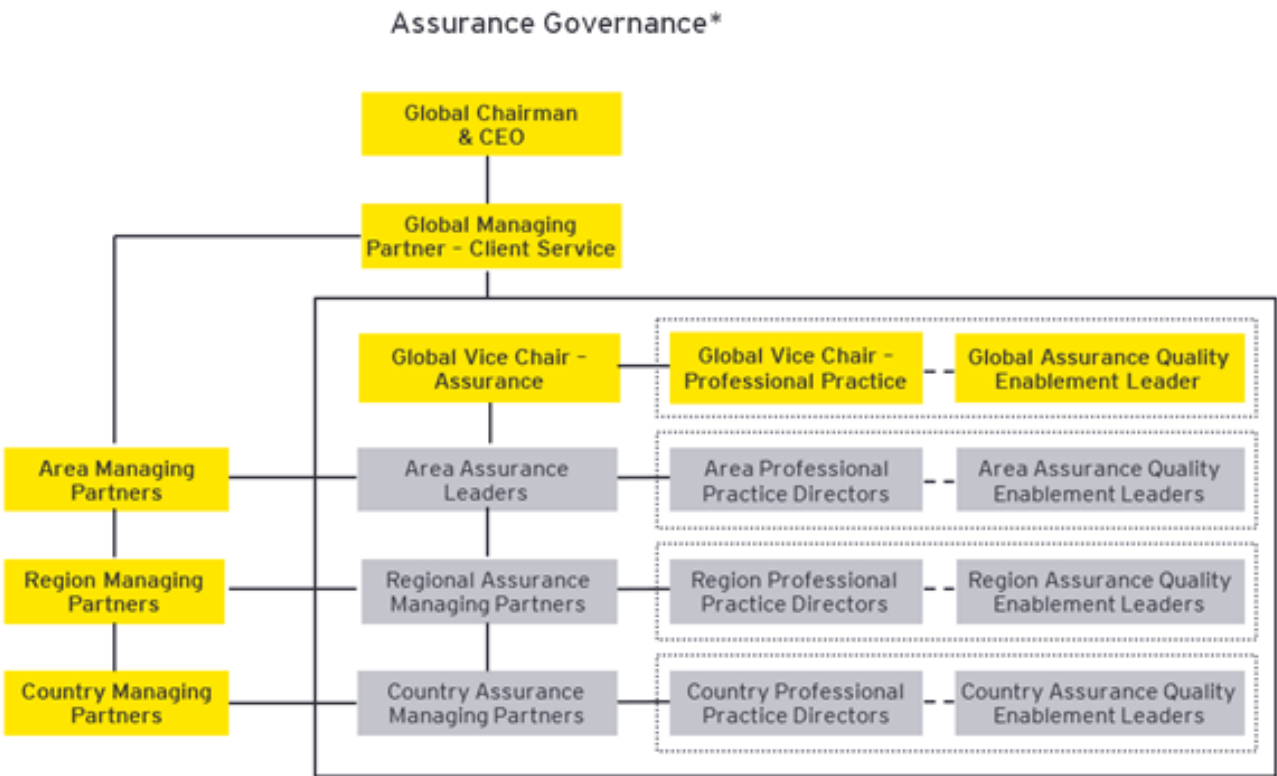 Assurance Governance*
Global Chairman
& CEO
Global Managing
Partner – Client Service
Global Vice Chair –
Assurance
Global Vice Chair –
Professional Practice
Global Assurance Quality
Enablement Leader
Area Managing
Partners
Area Assurance
Leaders
Area Professional
Practice Directors
Area Assurance Quality
Enablement Leaders
Region Managing
Partners
Regional Assurance
Managing Partners
Region Professional
Practice Directors
Region Assurance Quality
Enablement Leaders
Country Managing
Partners
Country Assurance
Managing Partners
Country Professional
Practice Directors
Country Assurance Quality
Enablement Leaders